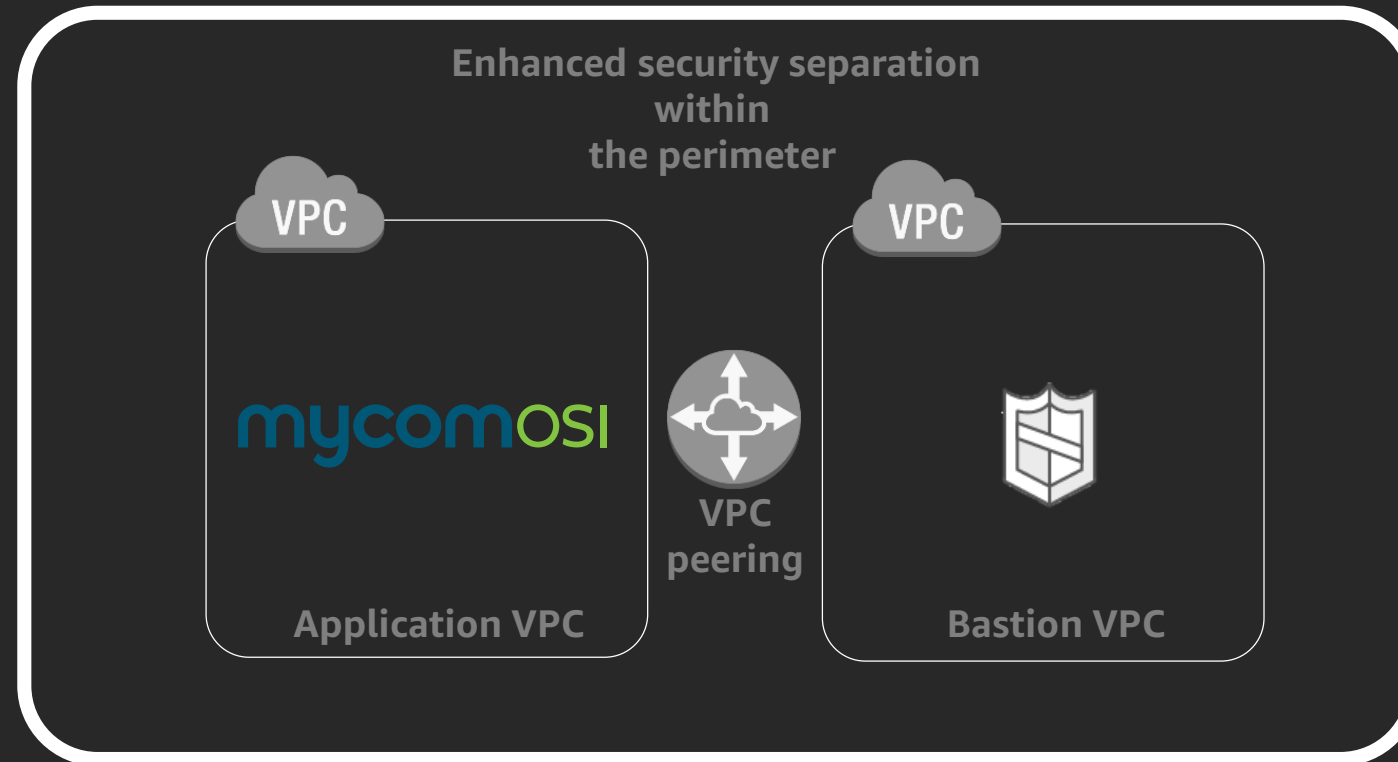 Enhanced security separation
within
the perimeter
VPC
VPC
mycomosi
VPC
peering
Application VPC
Bastion VPC